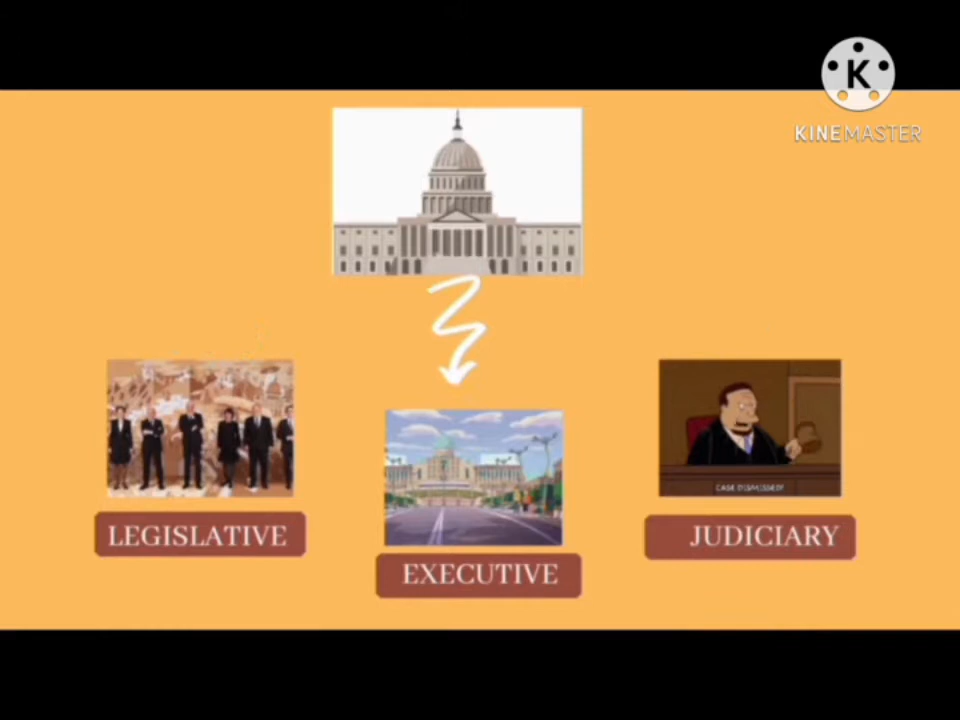 K
KINEMASTER
CASE DISMISSED!
LEGISLATIVE
JUDICIARY
EXECUTIVE